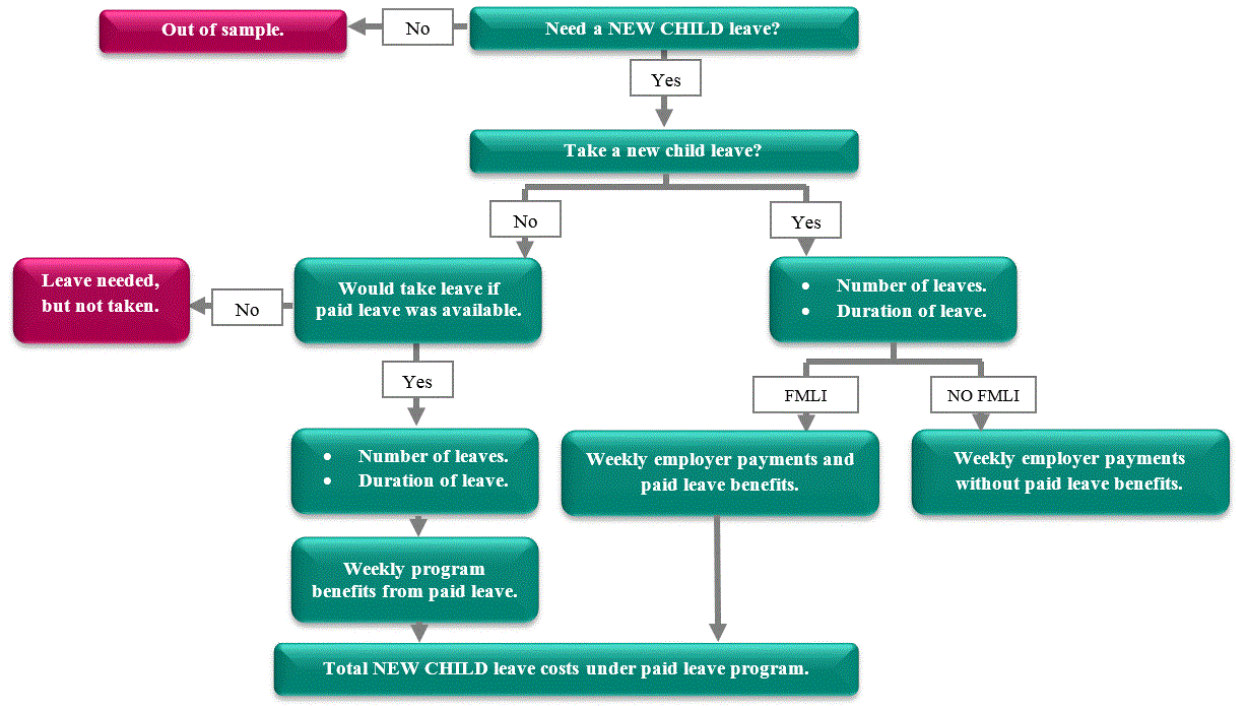 Out of sample.
No
Need a NEW CHILD leave?
Yes
Take a new child leave?
No
Yes
Leave needed,
but not taken.
No
Would take leave if
paid leave was available.
• Number of leaves.
• Duration of leave.
Yes
FMLI
NO FMLI
• Number of leaves.
• Duration of leave.
Weekly employer payments and
paid leave benefits.
Weekly employer payments
without paid leave benefits.
Weekly program
benefits from paid leave.
Total NEW CHILD leave costs under paid leave program.